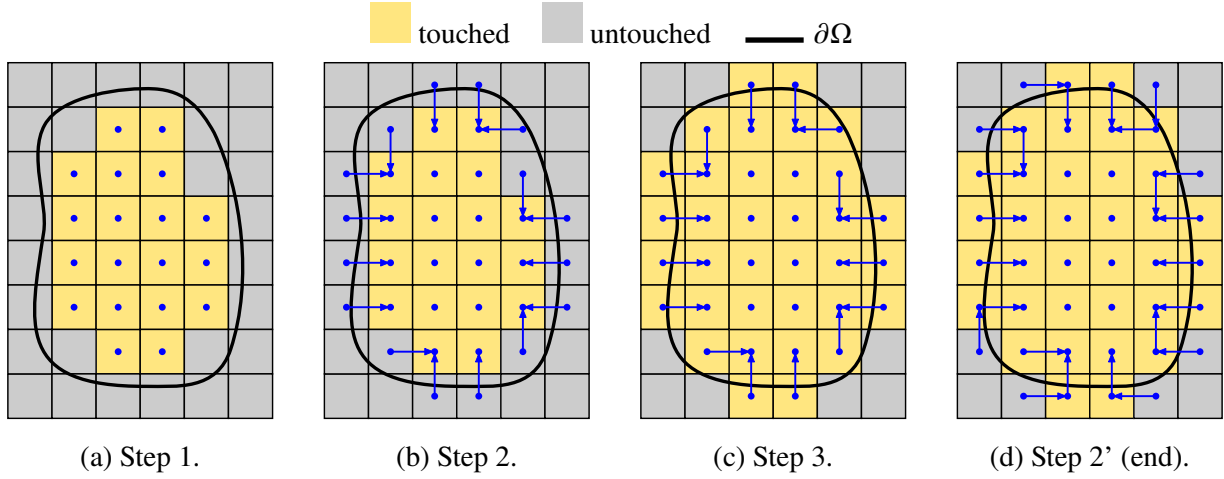 touched untouched ∂Ω
(a) Step 1. (b) Step 2. (c) Step 3. (d) Step 2’ (end).